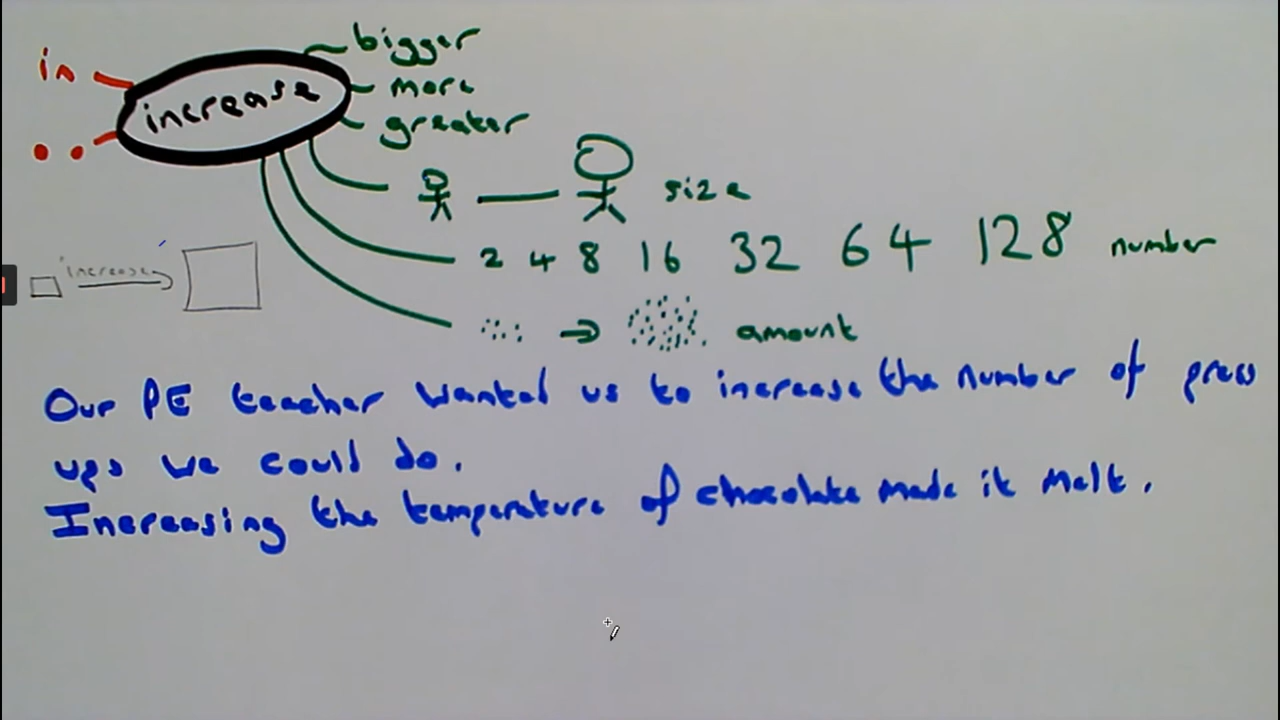 in
increase
bigger
more
greater
size
2 4 8 16 32 64 128 number
increase
amount
Our PE teacher wanted us to increase the number of press
ups we could do.
Increasing the temperature of chocolate made it melt.